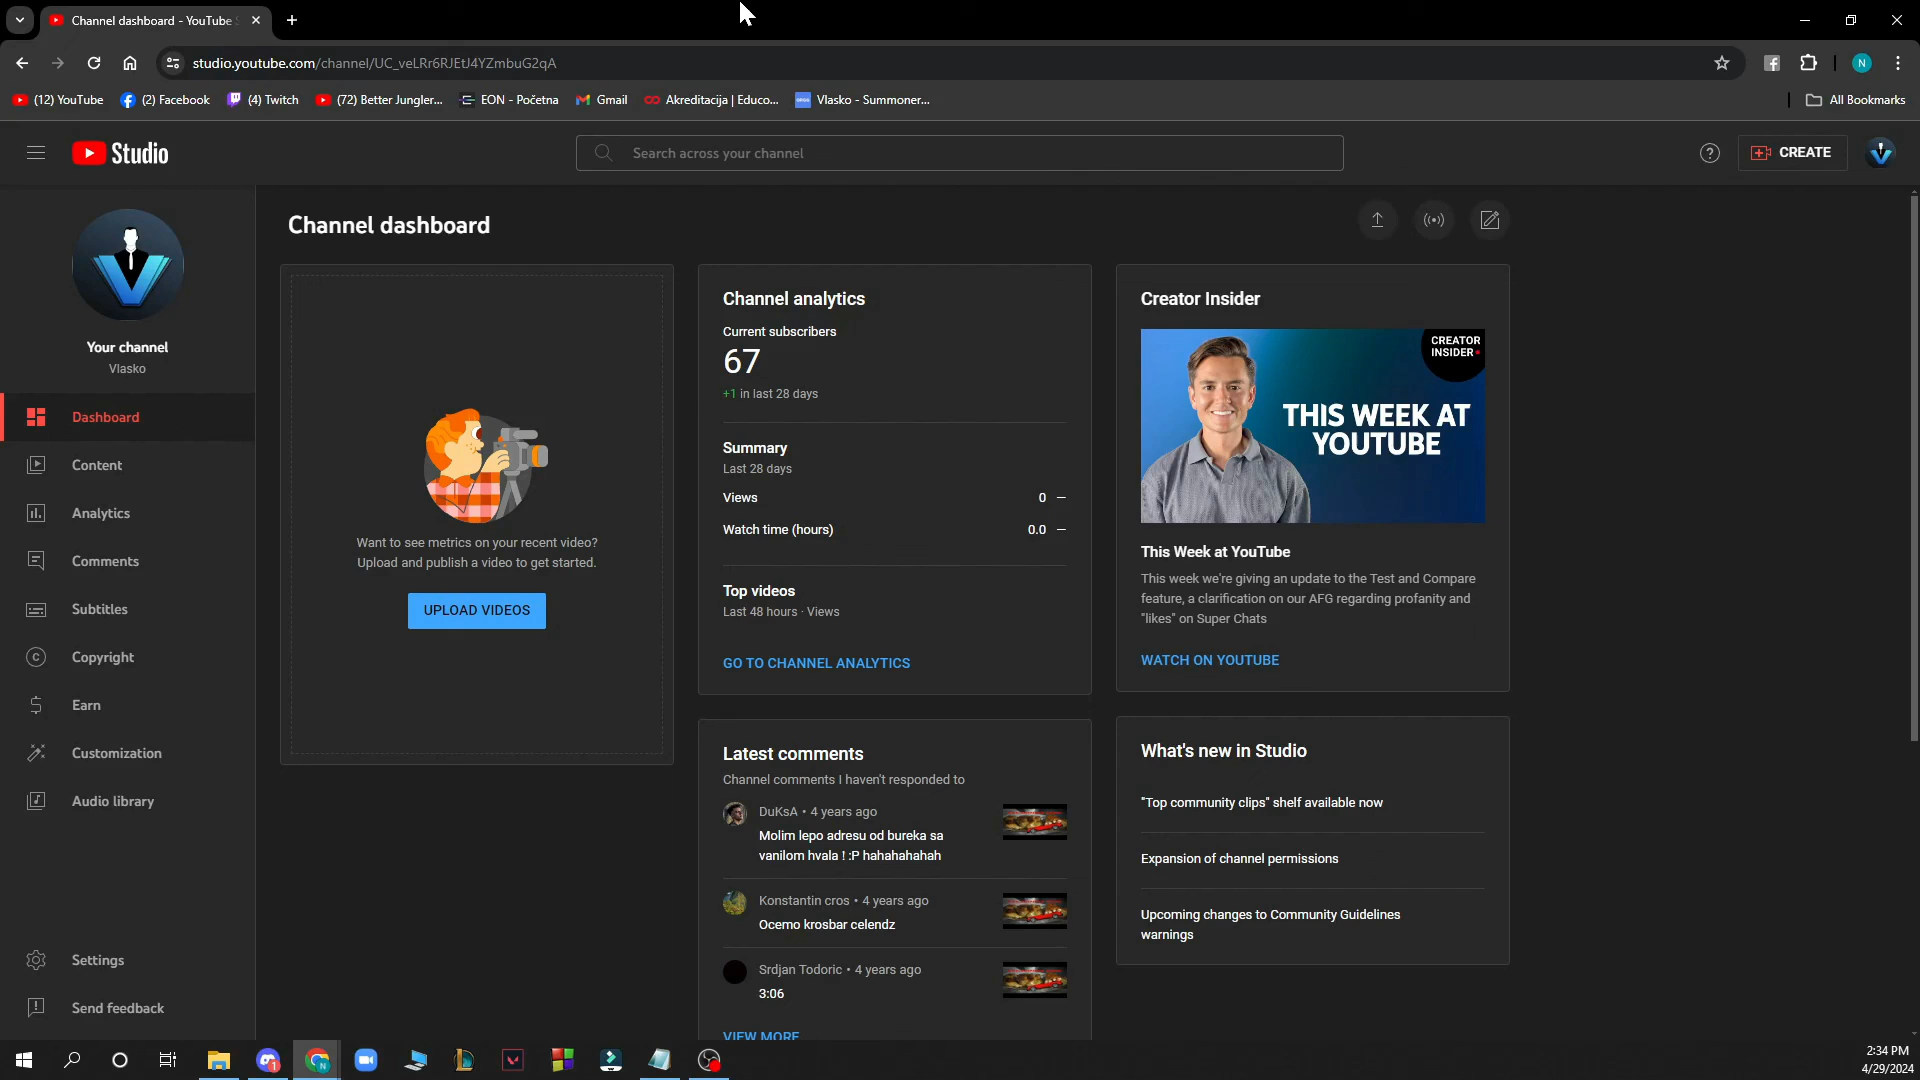 Channel dashboard - YouTube S
studio.youtube.com/channel/UC_veLRr6RJEtJ4YZmbuG2qA
N
(12) YouTube
(2) Facebook
(4) Twitch
(72) Better Jungler...
EON - Početna
Gmail
Akreditacija | Educo...
Vlasko - Summoner...
All Bookmarks
Studio
Search across your channel
CREATE
Your channel
Vlasko
Dashboard
Content
Analytics
Comments
Subtitles
Copyright
Earn
Customization
Audio library
Settings
Send feedback
Channel dashboard
Want to see metrics on your recent video?
Upload and publish a video to get started.
UPLOAD VIDEOS
Channel analytics
Current subscribers
67
+1 in last 28 days
Summary
Last 28 days
Views 0 —
Watch time (hours) 0.0 —
Top videos
Last 48 hours · Views
GO TO CHANNEL ANALYTICS
Latest comments
Channel comments I haven't responded to
DuKsA • 4 years ago
Molim lepo adresu od bureka sa
vanilom hvala ! :P hahahahahah
Konstantin cros • 4 years ago
Ocemo krosbar celendz
Srdjan Todoric • 4 years ago
3:06
VIEW MORE
Creator Insider
CREATOR
INSIDER
THIS WEEK AT
YOUTUBE
This Week at YouTube
This week we're giving an update to the Test and Compare
feature, a clarification on our AFG regarding profanity and
"likes" on Super Chats
WATCH ON YOUTUBE
What's new in Studio
"Top community clips" shelf available now
Expansion of channel permissions
Upcoming changes to Community Guidelines
warnings
2:34 PM
4/29/2024